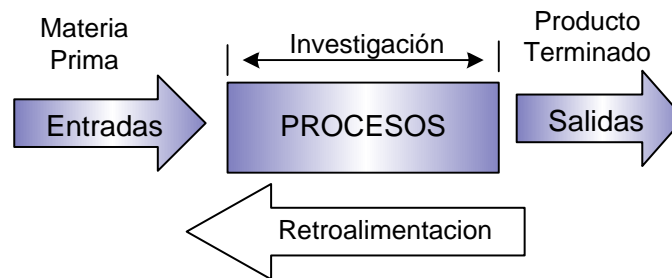 Materia
Prima
Investigación
Producto
Terminado
Entradas
PROCESOS
Salidas
Retroalimentacion